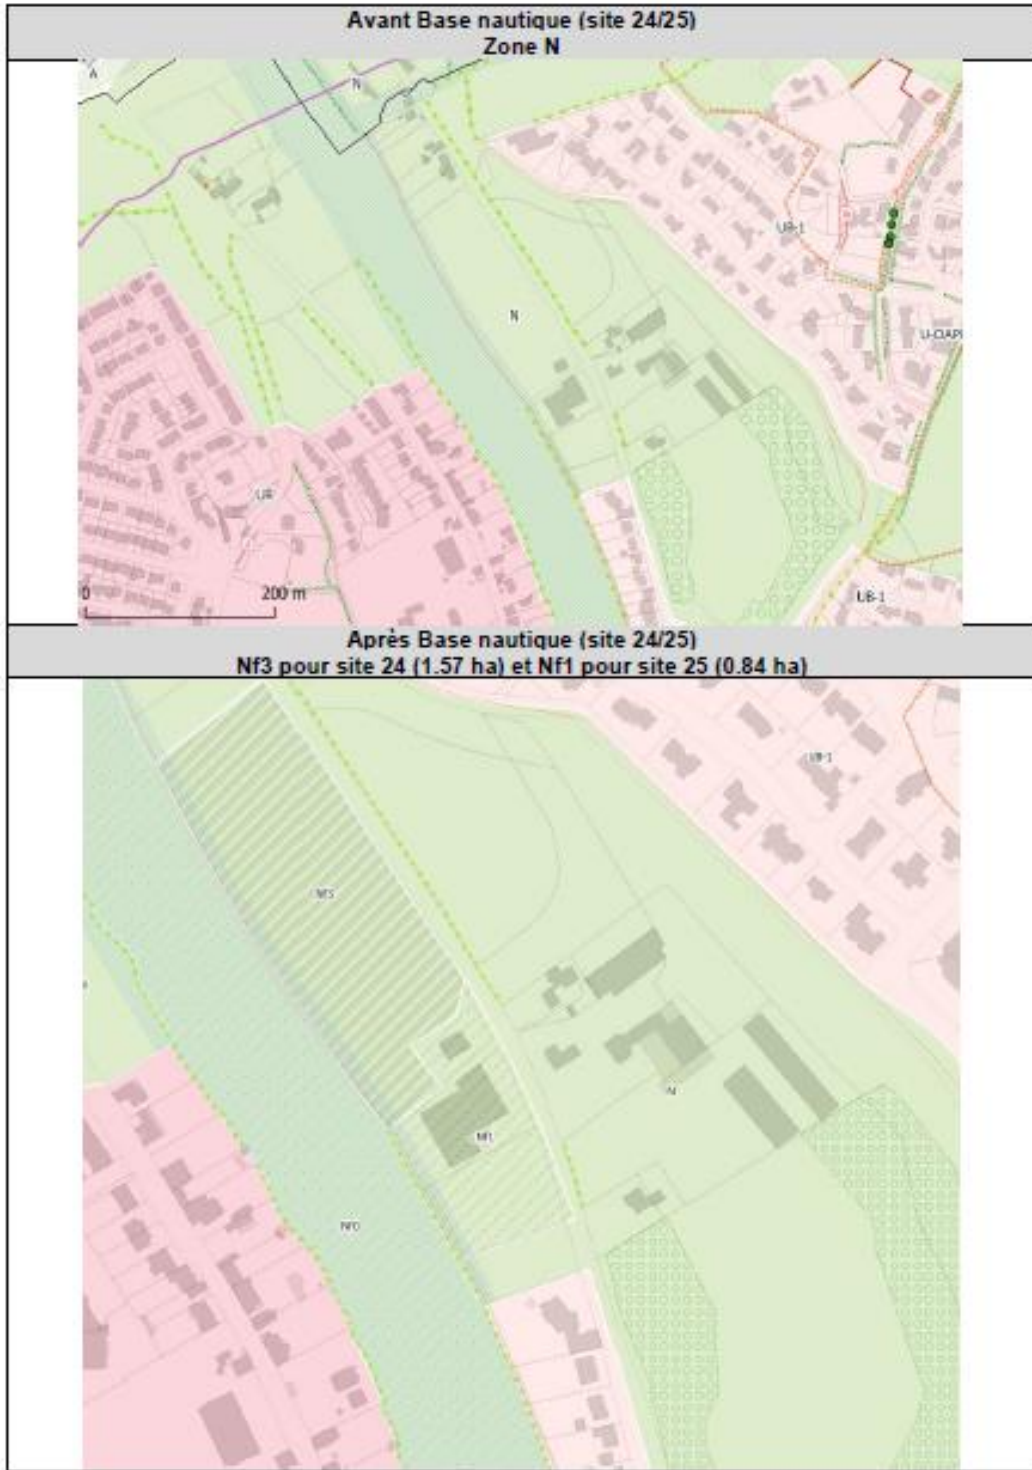 Avant Base nautique (site 24/25)
Zone N
A
N
UB-1
N
U-OAP
UR
0 200 m
UB-1
Après Base nautique (site 24/25)
Nf3 pour site 24 (1.57 ha) et Nf1 pour site 25 (0.84 ha)
UB-1
Nf3
N
Nf1
Nf0